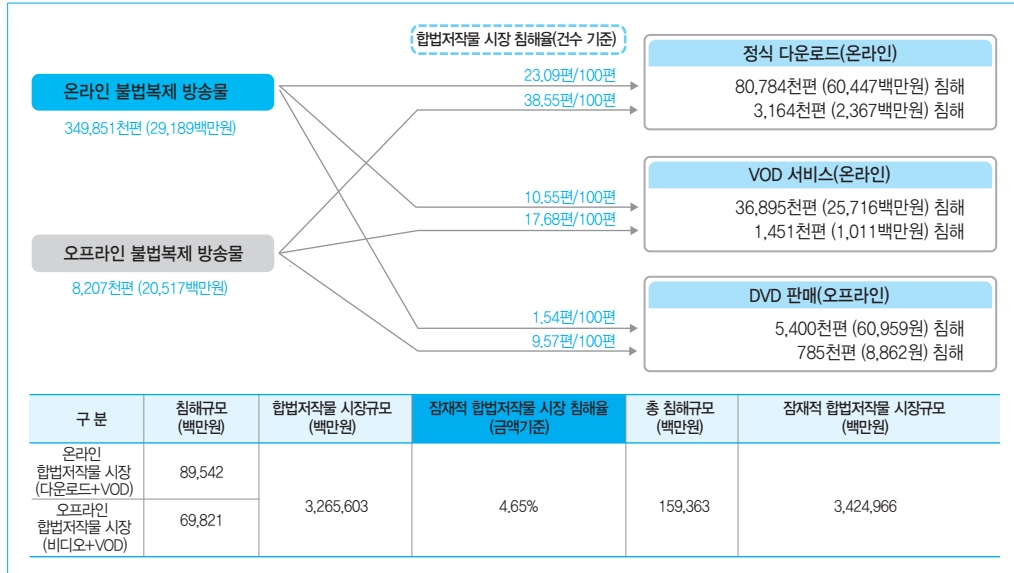 합법저작물 시장 침해율(건수 기준)
온라인 불법복제 방송물
349,851천편 (29,189백만원)
오프라인 불법복제 방송물
8,207천편 (20,517백만원)
23.09편/100편
38.55편/100편
10.55편/100편
17.68편/100편
1.54편/100편
9.57편/100편
정식 다운로드(온라인)
80,784천편 (60,447백만원) 침해
3,164천편 (2,367백만원) 침해
VOD 서비스(온라인)
36,895천편 (25,716백만원) 침해
1,451천편 (1,011백만원) 침해
DVD 판매(오프라인)
5,400천편 (60,959원) 침해
785천편 (8,862원) 침해
구 분
침해규모
(백만원)
합법저작물 시장규모
(백만원)
잠재적 합법저작물 시장 침해율
(금액기준)
총 침해규모
(백만원)
잠재적 합법저작물 시장규모
(백만원)
온라인
합법저작물 시장
(다운로드+VOD)
89,542
오프라인
합법저작물 시장
(비디오+VOD)
69,821
3,265,603
4.65%
159,363
3,424,966